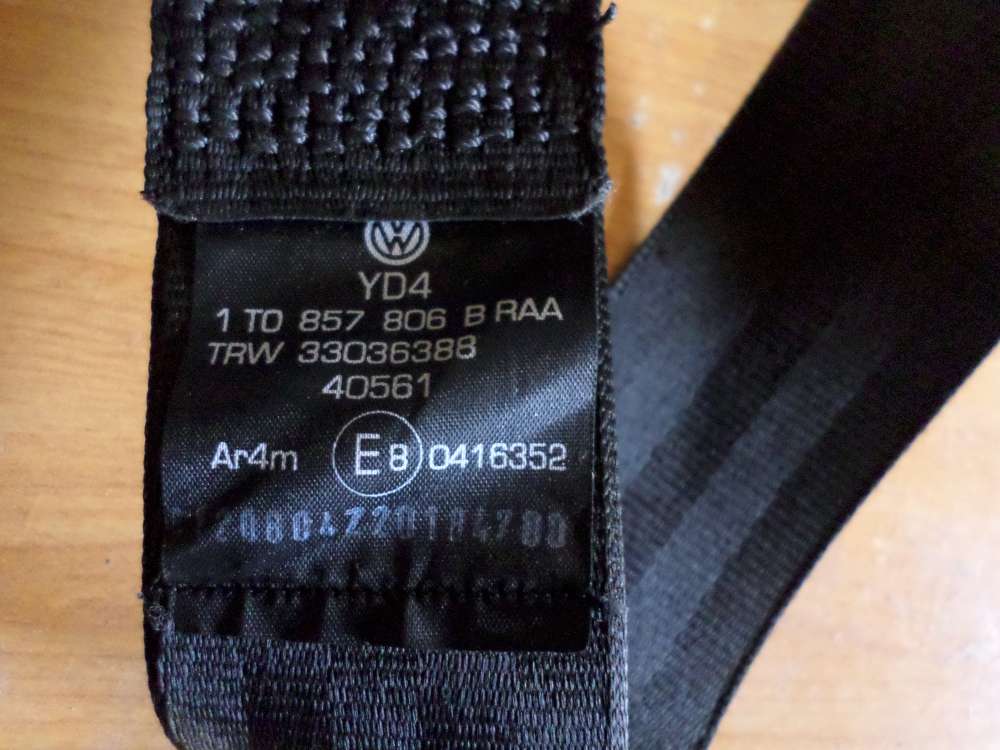 YD4
1 T0 857 806 B RAA
TRW 33036388
40561
Ar4m E8 0416352